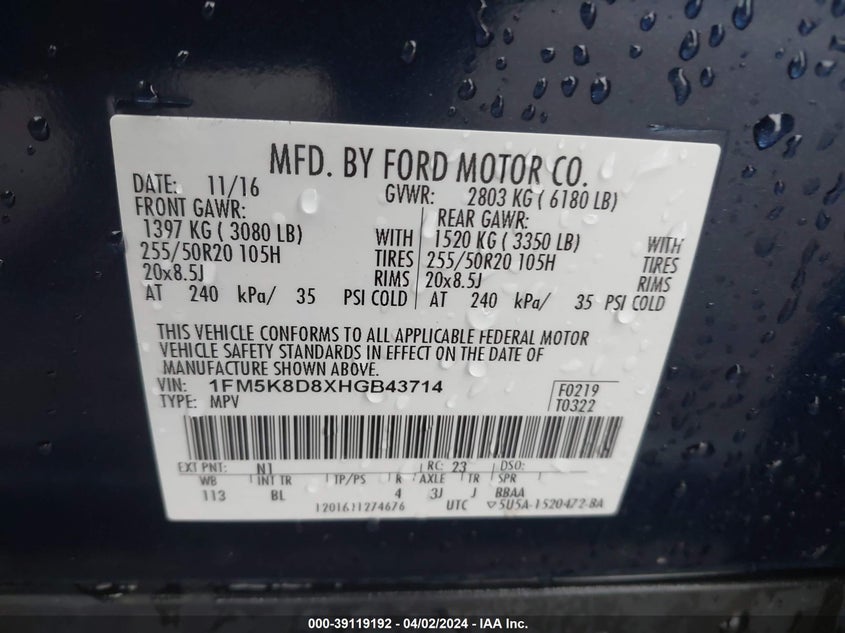 MFD. BY FORD MOTOR CO.
DATE: 11/16 GVWR: 2803 KG ( 6180 LB)
FRONT GAWR: REAR GAWR:
1397 KG ( 3080 LB) WITH 1520 KG ( 3350 LB) WITH
255/50R20 105H TIRES 255/50R20 105H TIRES
20x8.5J RIMS 20x8.5J RIMS
AT 240 kPa/ 35 PSI COLD AT 240 kPa/ 35 PSI COLD
THIS VEHICLE CONFORMS TO ALL APPLICABLE FEDERAL MOTOR
VEHICLE SAFETY STANDARDS IN EFFECT ON THE DATE OF
MANUFACTURE SHOWN ABOVE.
VIN: 1FM5K8D8XHGB43714 F0219
TYPE: MPV T0322
EXT PNT: N1 RC: 23 DSO:
WB INT TR TP/PS R AXLE TR SPR
113 BL 4 3J J BBAA
1201611274676 UTC ▽5U5A-1520472-BA
000-39119192 - 04/02/2024 - IAA Inc.